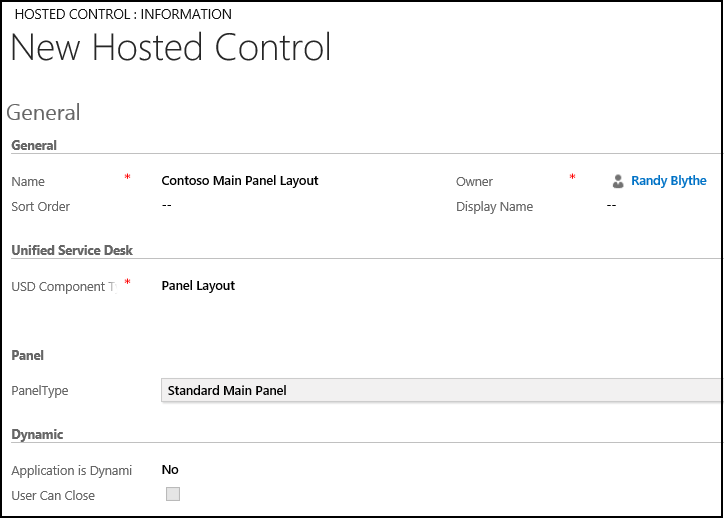 HOSTED CONTROL : INFORMATION
New Hosted Control
General
General
Name * Contoso Main Panel Layout Owner * Randy Blythe
Sort Order -- Display Name --
Unified Service Desk
USD Component Ty * Panel Layout
Panel
PanelType Standard Main Panel
Dynamic
Application is Dynami No
User Can Close